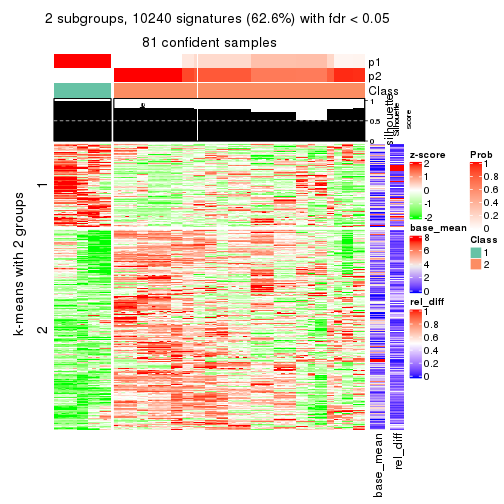 2 subgroups, 10240 signatures (62.6%) with fdr < 0.05
81 confident samples
p1
p2
Class
1
0.5
0
silhouette
Silhouette
score
k-means with 2 groups
1
2
base_mean
rel_diff
z-score
2
1
0
-1
-2
base_mean
8
6
4
2
0
rel_diff
1
0.8
0.6
0.4
0.2
0
Prob
1
0.8
0.6
0.4
0.2
0
Class
1
2